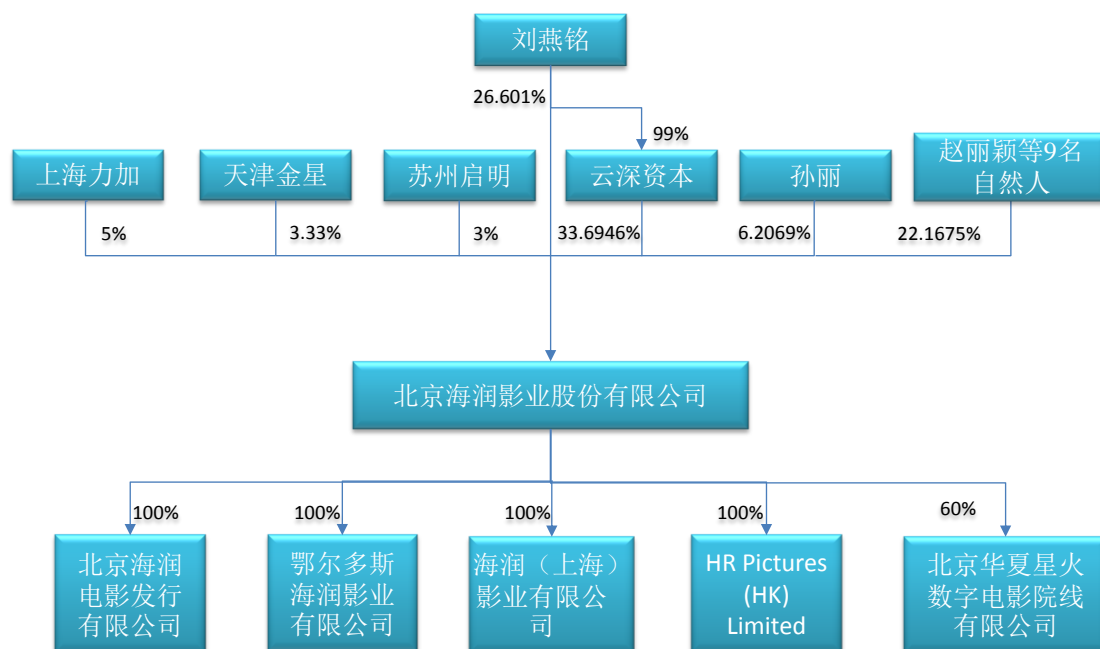 刘燕铭
26.601%
99%
上海力加
天津金星
苏州启明
云深资本
孙丽
赵丽颖等9名
自然人
5%
3.33%
3%
33.6946%
6.2069%
22.1675%
北京海润影业股份有限公司
100%
100%
100%
100%
60%
北京海润
电影发行
有限公司
鄂尔多斯
海润影业
有限公司
海润（上海）
影业有限公
司
HR Pictures
(HK)
Limited
北京华夏星火
数字电影院线
有限公司